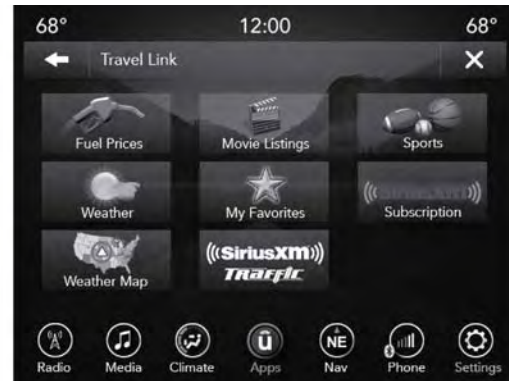 68° 12:00 68°
Travel Link
Fuel Prices Movie Listings Sports
Weather My Favorites Subscription
((SiriusXM))
Weather Map TRAFFIC
NE
Radio Media Climate Apps Nav Phone Settings